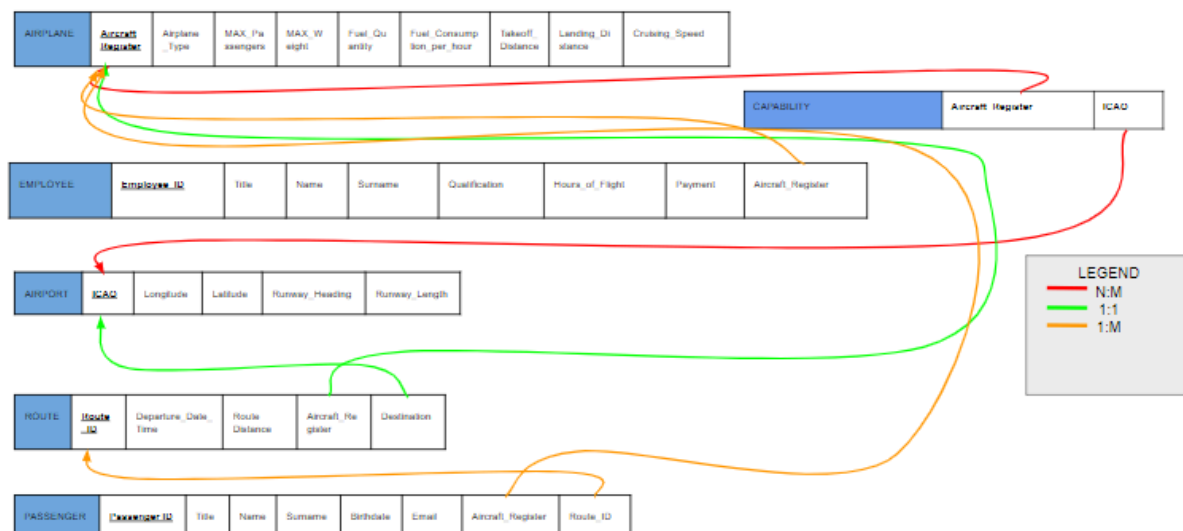 AIRPLANE Aircraft Airplane MAX_Pa MAX_W Fuel_Qu Fuel_Consump Takeoff_ Landing_Di Cruising_Speed
Register _Type ssengers eight antity tion_per_hour Distance stance
CAPABILITY Aircraft_Register ICAO
EMPLOYEE Employee_ID Title Name Surname Qualification Hours_of_Flight Payment Aircraft_Register
LEGEND
N:M
1:1
1:M
AIRPORT ICAO Longitude Latitude Runway_Heading Runway_Length
ROUTE Route Departure_Date_ Route Aircraft_Re Destination
_ID Time Distance gister
PASSENGER Passenger ID Title Name Surname Birthdate Email Aircraft_Register Route_ID